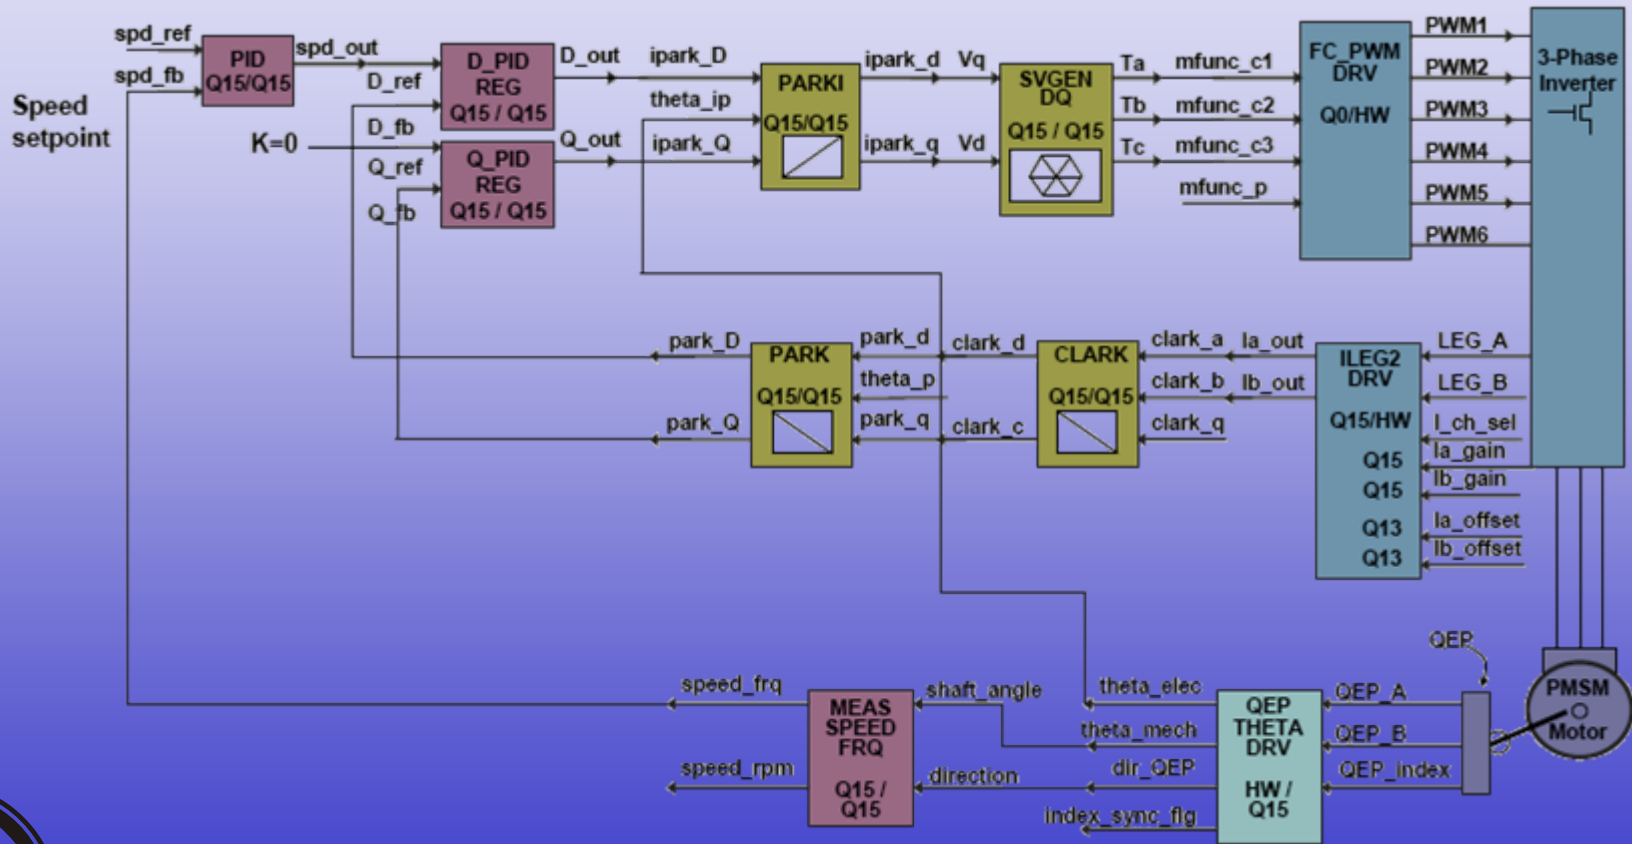 spd_ref
spd_fb
Speed
setpoint
PID
Q15/Q15
spd_out
D_ref
D_fb
K=0
Q_ref
Q_fb
D_PID
REG
Q15 / Q15
Q_PID
REG
Q15 / Q15
D_out
Q_out
ipark_D
theta_ip
ipark_Q
PARKI
Q15/Q15
ipark_d
Vq
ipark_q
Vd
SVGEN
DQ
Q15 / Q15
Ta
Tb
Tc
mfunc_c1
mfunc_c2
mfunc_c3
mfunc_p
FC_PWM
DRV
Q0/HW
PWM1
PWM2
PWM3
PWM4
PWM5
PWM6
3-Phase
Inverter
park_D
park_Q
PARK
Q15/Q15
park_d
theta_p
park_q
clark_d
clark_c
CLARK
Q15/Q15
clark_a
clark_b
clark_q
Ia_out
Ib_out
ILEG2
DRV
Q15/HW
Q15
Q15
Q13
Q13
LEG_A
LEG_B
I_ch_sel
Ia_gain
Ib_gain
Ia_offset
Ib_offset
speed_frq
speed_rpm
MEAS
SPEED
FRQ
Q15 /
Q15
shaft_angle
direction
theta_elec
theta_mech
dir_QEP
index_sync_flg
QEP
THETA
DRV
HW /
Q15
QEP_A
QEP_B
QEP_index
QEP
PMSM
Motor